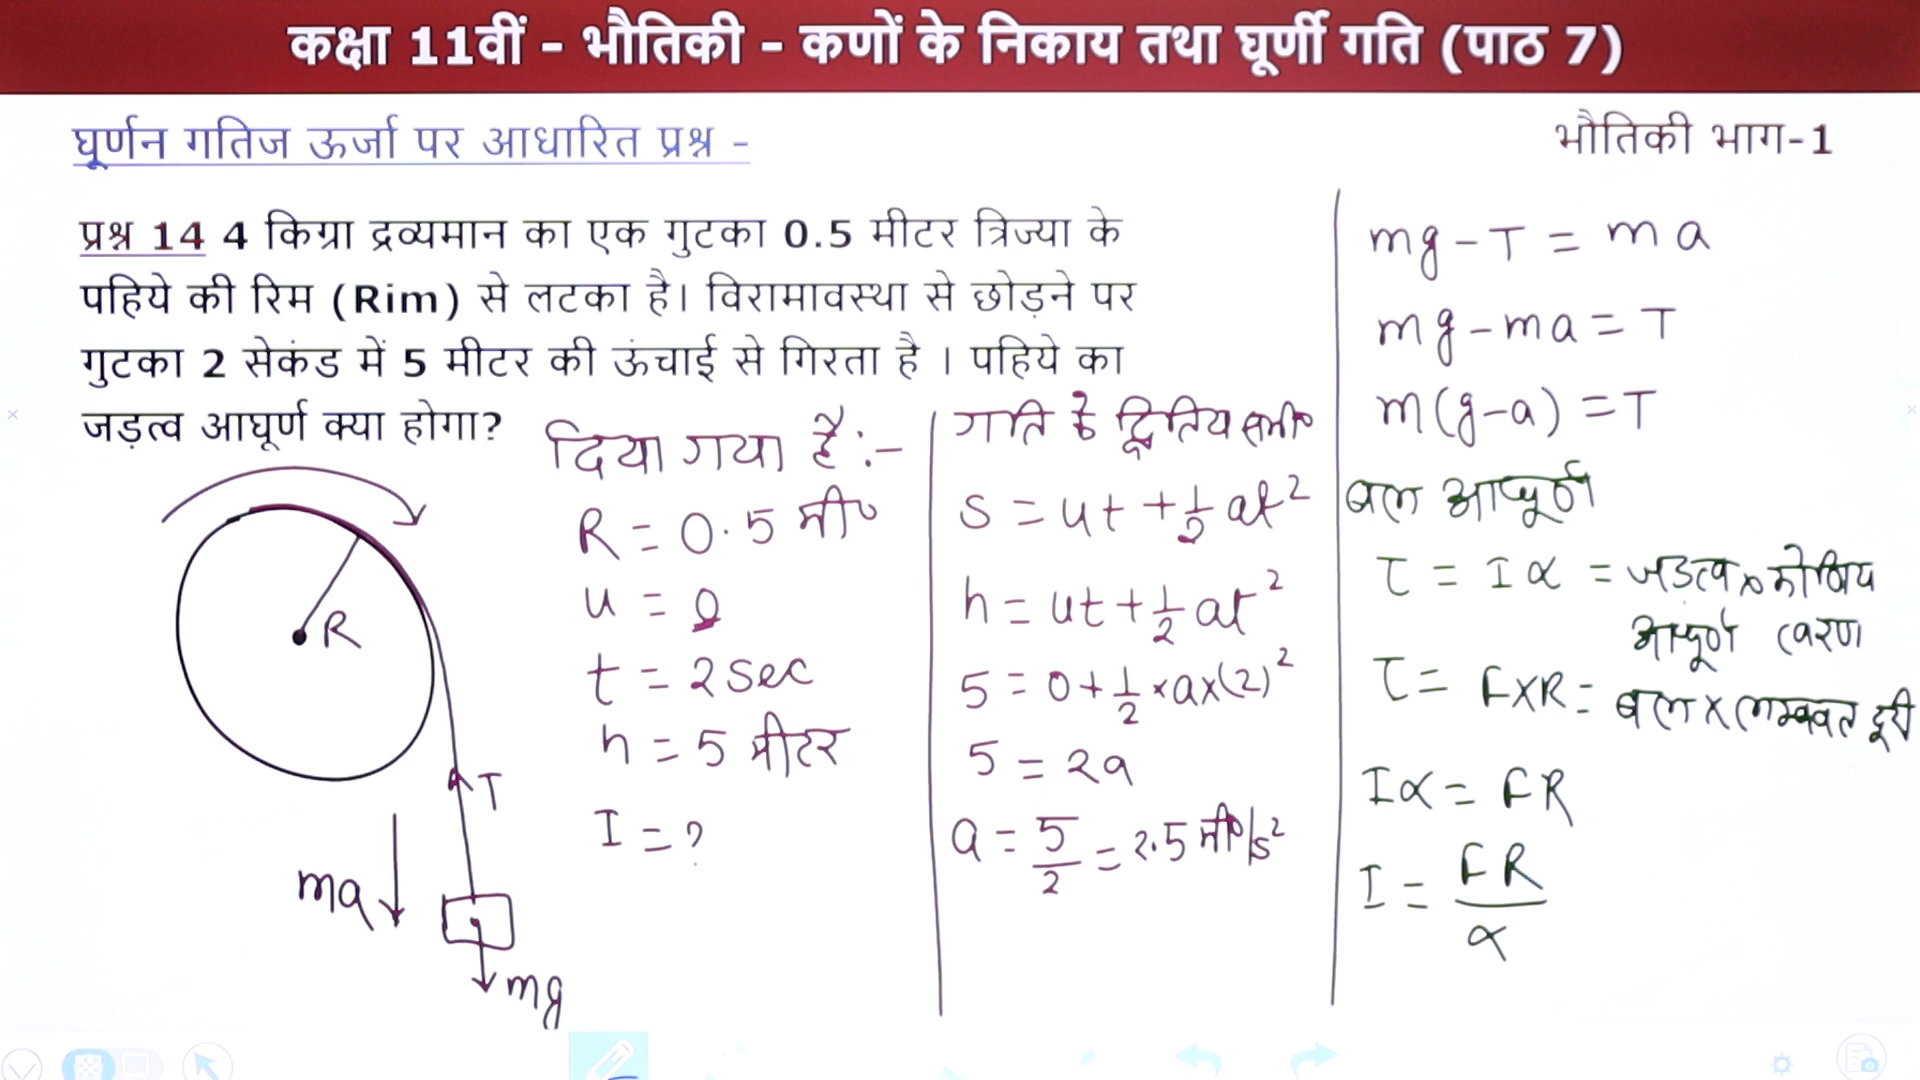 कक्षा 11वीं - भौतिकी - कणों के निकाय तथा घूर्णी गति (पाठ 7)
घूर्णन गतिज ऊर्जा पर आधारित प्रश्न -
भौतिकी भाग-1
प्रश्न 14 4 किग्रा द्रव्यमान का एक गुटका 0.5 मीटर त्रिज्या के
पहिये की रिम (Rim) से लटका है। विरामावस्था से छोड़ने पर
गुटका 2 सेकंड में 5 मीटर की ऊंचाई से गिरता है । पहिये का
जड़त्व आघूर्ण क्या होगा?
R
T
ma
mg
दिया गया है :-
R = 0.5 मी०
u = 0
t = 2 sec
h = 5 मीटर
I = ?
गति के द्वितिय समी०
s = ut + 1/2 at²
h = ut + 1/2 at²
5 = 0 + 1/2 × a × (2)²
5 = 2a
a = 5/2 = 2.5 मी०/s²
mg - T = ma
mg - ma = T
m(g-a) = T
बल आघूर्ण
τ = Iα = जडत्व × कोणिय
आघूर्ण त्वरण
τ = F×R = बल × लम्बवत दूरी
Iα = FR
I = FR/α